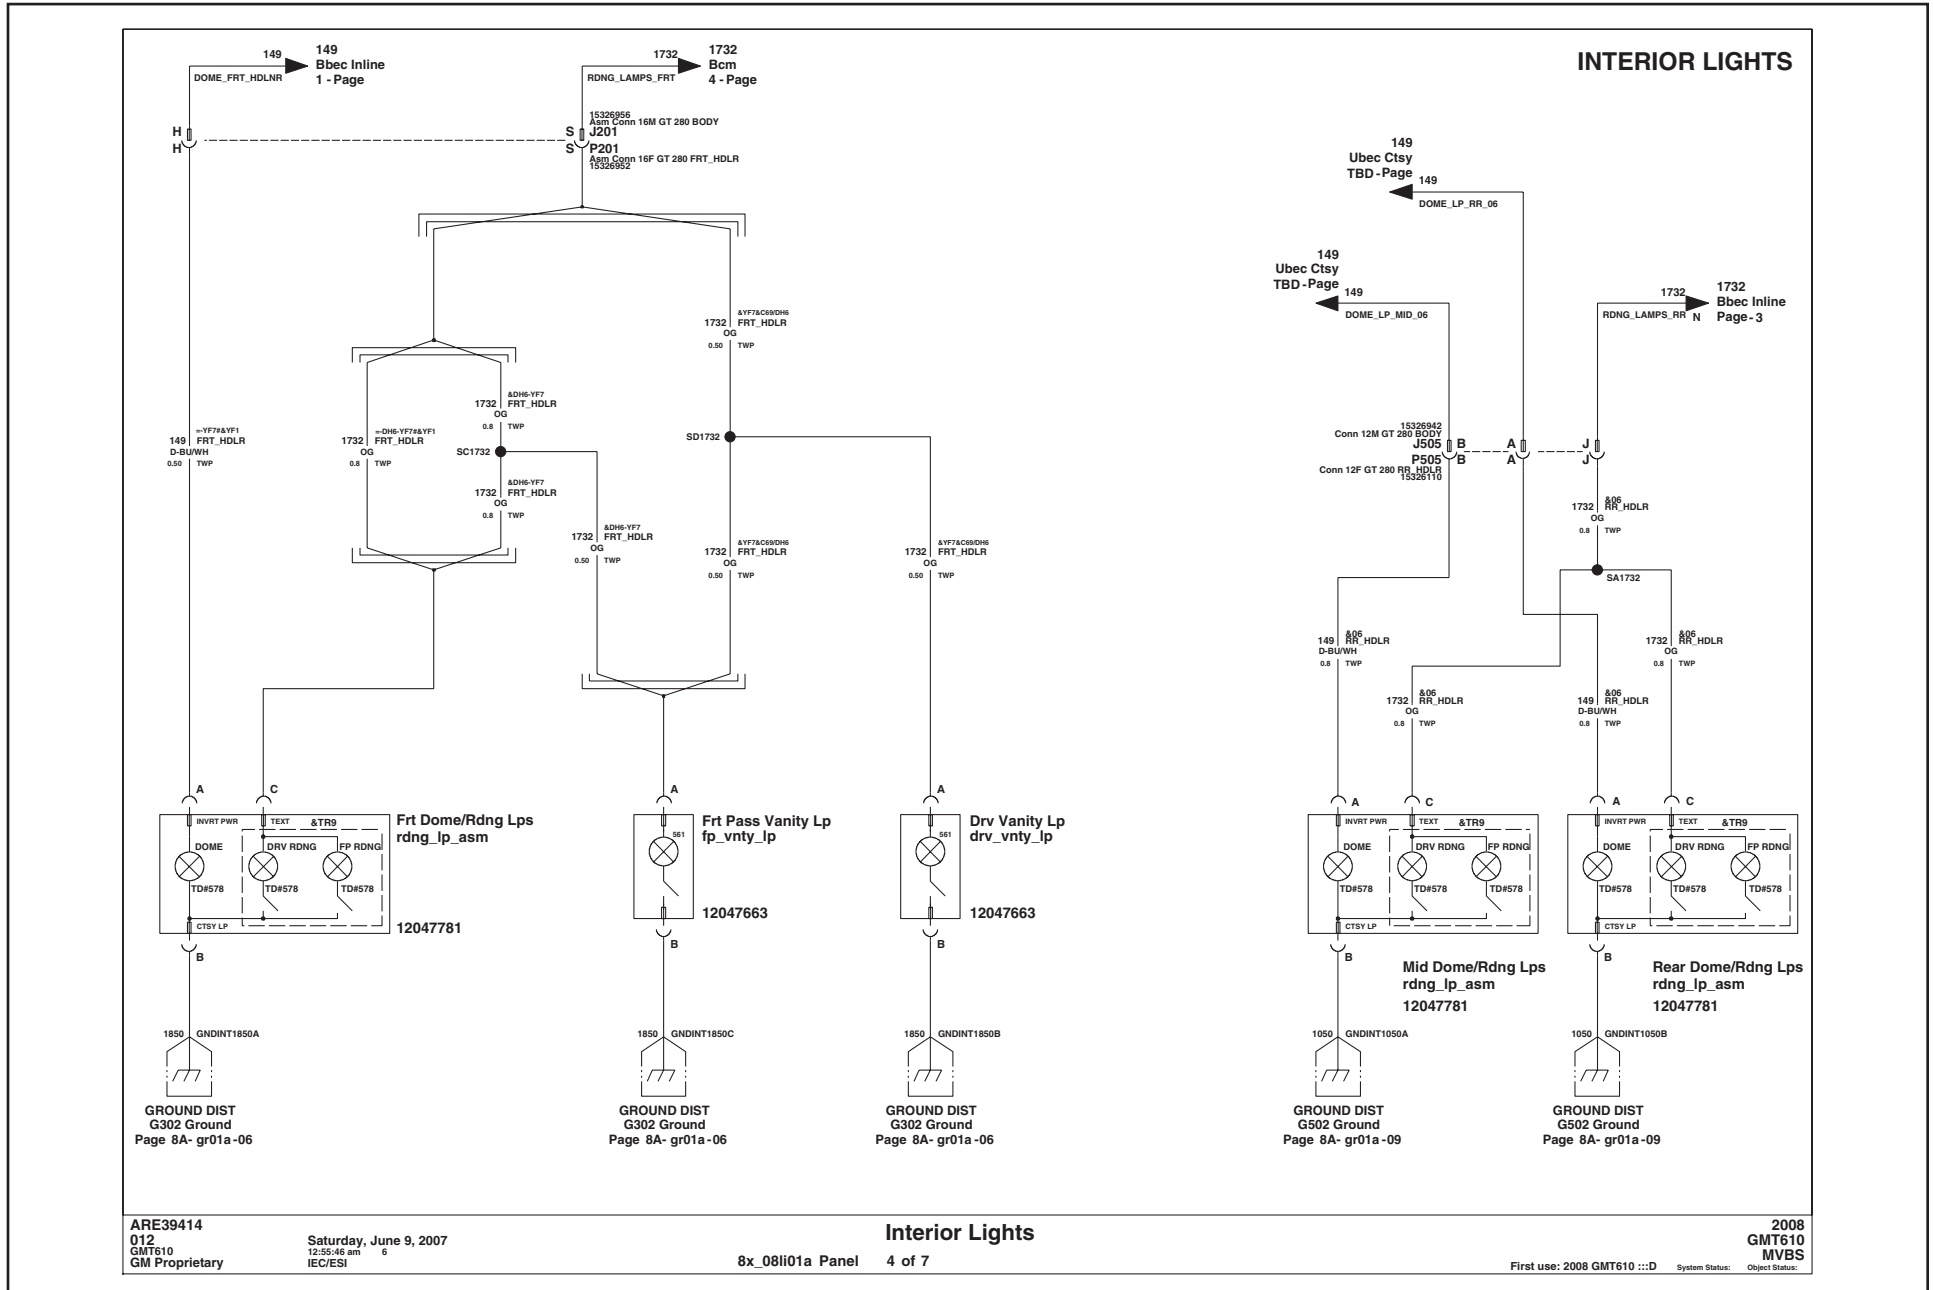 INTERIOR LIGHTS
149
DOME_FRT_HDLNR
149
Bbec Inline
1 - Page
1732
RDNG_LAMPS_FRT
1732
Bcm
4 - Page
H
H
15326956
Asm Conn 16M GT 280 BODY
S J201
S P201
Asm Conn 16F GT 280 FRT_HDLR
15326952
149
Ubec Ctsy
TBD - Page
149
DOME_LP_RR_06
149
Ubec Ctsy
TBD - Page
149
DOME_LP_MID_06
1732
RDNG_LAMPS_RR N
1732
Bbec Inline
Page - 3
&YF7&C69/DH6
1732 FRT_HDLR
OG
0.50 TWP
=-YF7#&YF1
149 FRT_HDLR
D-BU/WH
0.50 TWP
=-DH6-YF7#&YF1
1732 FRT_HDLR
OG
0.8 TWP
&DH6-YF7
1732 FRT_HDLR
OG
0.8 TWP
SC1732
&DH6-YF7
1732 FRT_HDLR
OG
0.8 TWP
&DH6-YF7
1732 FRT_HDLR
OG
0.50 TWP
SD1732
&YF7&C69/DH6
1732 FRT_HDLR
OG
0.50 TWP
&YF7&C69/DH6
1732 FRT_HDLR
OG
0.50 TWP
15326942
Conn 12M GT 280 BODY
J505 B A J
P505 B A J
Conn 12F GT 280 RR_HDLR
15326110
&06
1732 RR_HDLR
OG
0.8 TWP
SA1732
&06
149 RR_HDLR
D-BU/WH
0.8 TWP
&06
1732 RR_HDLR
OG
0.8 TWP
&06
1732 RR_HDLR
OG
0.8 TWP
&06
149 RR_HDLR
D-BU/WH
0.8 TWP
A C
INVRT PWR TEXT &TR9
DOME DRV RDNG FP RDNG
TD#578 TD#578 TD#578
CTSY LP
B
Frt Dome/Rdng Lps
rdng_lp_asm
12047781
A
561
B
Frt Pass Vanity Lp
fp_vnty_lp
12047663
A
561
B
Drv Vanity Lp
drv_vnty_lp
12047663
A C
INVRT PWR TEXT &TR9
DOME DRV RDNG FP RDNG
TD#578 TD#578 TD#578
CTSY LP
B
Mid Dome/Rdng Lps
rdng_lp_asm
12047781
A C
INVRT PWR TEXT &TR9
DOME DRV RDNG FP RDNG
TD#578 TD#578 TD#578
CTSY LP
B
Rear Dome/Rdng Lps
rdng_lp_asm
12047781
1850 GNDINT1850A
GROUND DIST
G302 Ground
Page 8A- gr01a -06
1850 GNDINT1850C
GROUND DIST
G302 Ground
Page 8A- gr01a -06
1850 GNDINT1850B
GROUND DIST
G302 Ground
Page 8A- gr01a -06
1050 GNDINT1050A
GROUND DIST
G502 Ground
Page 8A- gr01a -09
1050 GNDINT1050B
GROUND DIST
G502 Ground
Page 8A- gr01a -09
ARE39414
012
GMT610
GM Proprietary
Saturday, June 9, 2007
12:55:46 am 6
IEC/ESI
Interior Lights
8x_08li01a Panel 4 of 7
2008
GMT610
MVBS
First use: 2008 GMT610 :::D System Status: Object Status: